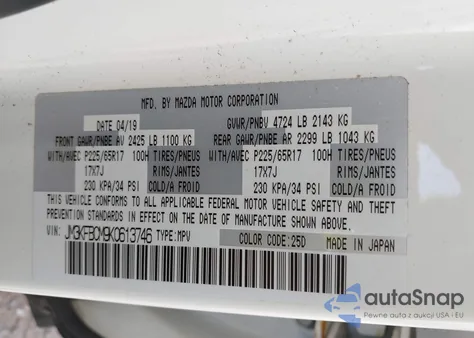 MFD. BY MAZDA MOTOR CORPORATION
DATE 04/19 GVWR/PNBV 4724 LB 2143 KG
FRONT GAWR/PNBE AV 2425 LB 1100 KG REAR GAWR/PNBE AR 2299 LB 1043 KG
WITH/AVEC P225/65R17 100H TIRES/PNEUS WITH/AVEC P225/65R17 100H TIRES/PNEUS
17X7J RIMS/JANTES 17X7J RIMS/JANTES
230 KPA/34 PSI COLD/A FROID 230 KPA/34 PSI COLD/A FROID
THIS VEHICLE CONFORMS TO ALL APPLICABLE FEDERAL MOTOR VEHICLE SAFETY,
BUMPER AND THEFT PREVENTION STANDARDS IN EFFECT ON THE DATE OF MANUFACTURE SHOWN ABOVE.
VIN: JM3KFBCM9K0613746 TYPE:MPV COLOR CODE:25D MADE IN JAPAN
autoSnap
Pewne auta z licytacji USA - EU